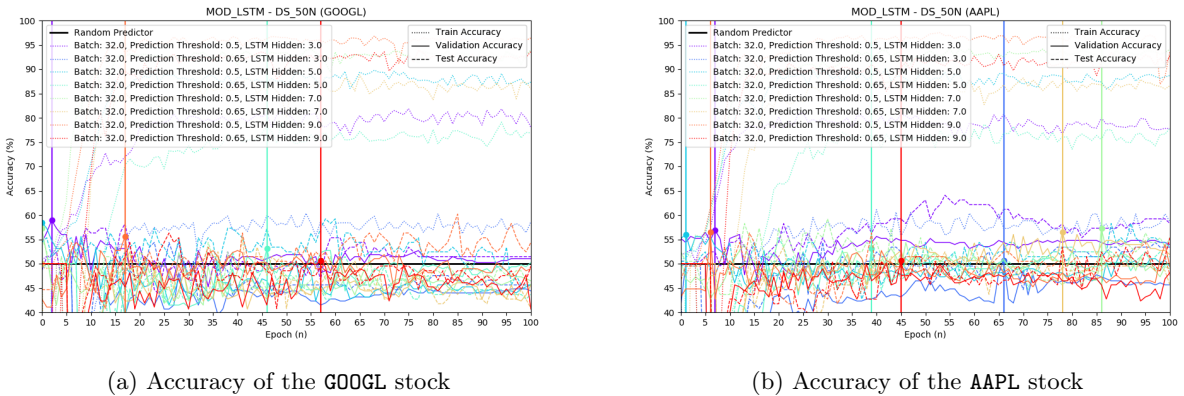 MOD_LSTM - DS_50N (GOOGL)
Random Predictor
Batch: 32.0, Prediction Threshold: 0.5, LSTM Hidden: 3.0
Batch: 32.0, Prediction Threshold: 0.65, LSTM Hidden: 3.0
Batch: 32.0, Prediction Threshold: 0.5, LSTM Hidden: 5.0
Batch: 32.0, Prediction Threshold: 0.65, LSTM Hidden: 5.0
Batch: 32.0, Prediction Threshold: 0.5, LSTM Hidden: 7.0
Batch: 32.0, Prediction Threshold: 0.65, LSTM Hidden: 7.0
Batch: 32.0, Prediction Threshold: 0.5, LSTM Hidden: 9.0
Batch: 32.0, Prediction Threshold: 0.65, LSTM Hidden: 9.0
Train Accuracy
Validation Accuracy
Test Accuracy
Accuracy (%)
100
95
90
85
80
75
70
65
60
55
50
45
40
0 5 10 15 20 25 30 35 40 45 50 55 60 65 70 75 80 85 90 95 100
Epoch (n)
(a) Accuracy of the GOOGL stock
MOD_LSTM - DS_50N (AAPL)
Random Predictor
Batch: 32.0, Prediction Threshold: 0.5, LSTM Hidden: 3.0
Batch: 32.0, Prediction Threshold: 0.65, LSTM Hidden: 3.0
Batch: 32.0, Prediction Threshold: 0.5, LSTM Hidden: 5.0
Batch: 32.0, Prediction Threshold: 0.65, LSTM Hidden: 5.0
Batch: 32.0, Prediction Threshold: 0.5, LSTM Hidden: 7.0
Batch: 32.0, Prediction Threshold: 0.65, LSTM Hidden: 7.0
Batch: 32.0, Prediction Threshold: 0.5, LSTM Hidden: 9.0
Batch: 32.0, Prediction Threshold: 0.65, LSTM Hidden: 9.0
Train Accuracy
Validation Accuracy
Test Accuracy
Accuracy (%)
100
95
90
85
80
75
70
65
60
55
50
45
40
0 5 10 15 20 25 30 35 40 45 50 55 60 65 70 75 80 85 90 95 100
Epoch (n)
(b) Accuracy of the AAPL stock